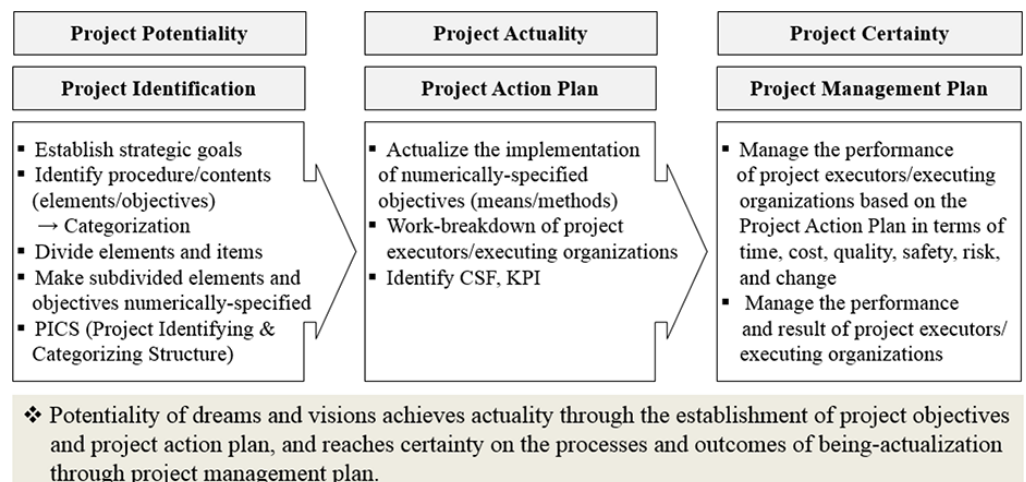 Project Potentiality
Project Identification
▪ Establish strategic goals
▪ Identify procedure/contents
(elements/objectives)
→ Categorization
▪ Divide elements and items
▪ Make subdivided elements and
objectives numerically-specified
▪ PICS (Project Identifying &
Categorizing Structure)
Project Actuality
Project Action Plan
▪ Actualize the implementation
of numerically-specified
objectives (means/methods)
▪ Work-breakdown of project
executors/executing organizations
▪ Identify CSF, KPI
Project Certainty
Project Management Plan
▪ Manage the performance
of project executors/executing
organizations based on the
Project Action Plan in terms of
time, cost, quality, safety, risk,
and change
▪ Manage the performance
and result of project executors/
executing organizations
❖ Potentiality of dreams and visions achieves actuality through the establishment of project objectives
and project action plan, and reaches certainty on the processes and outcomes of being-actualization
through project management plan.